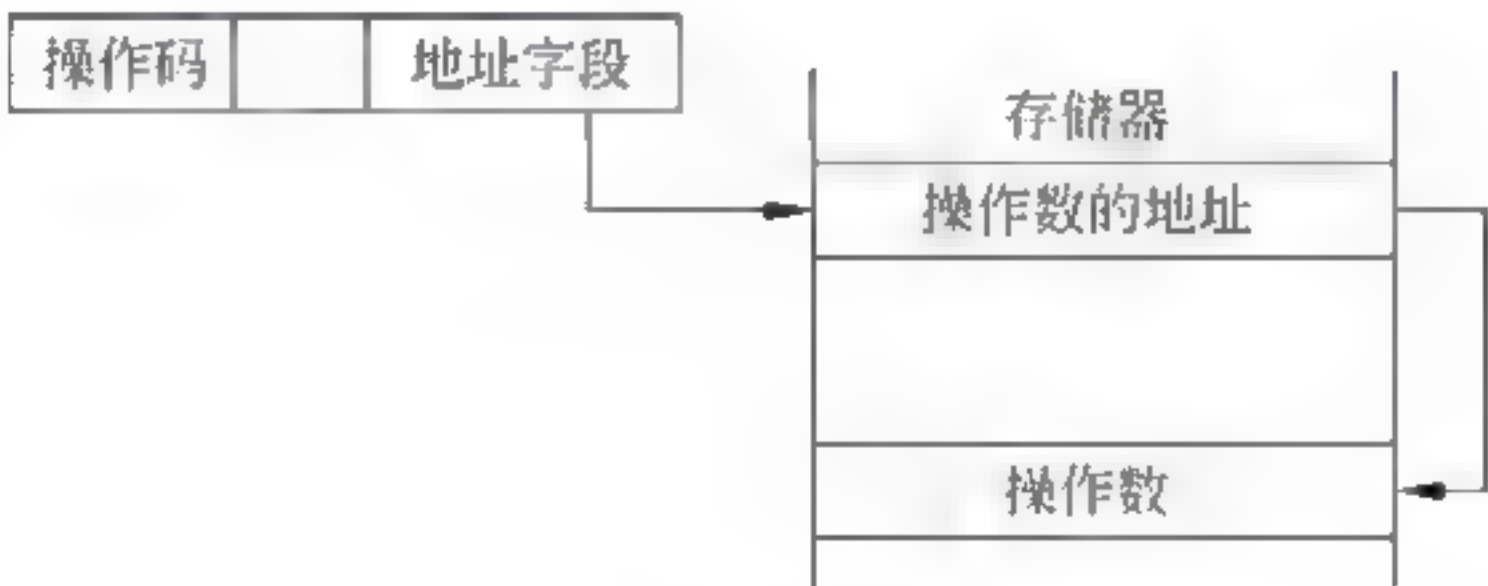 操作码 地址字段
存储器
操作数的地址
操作数